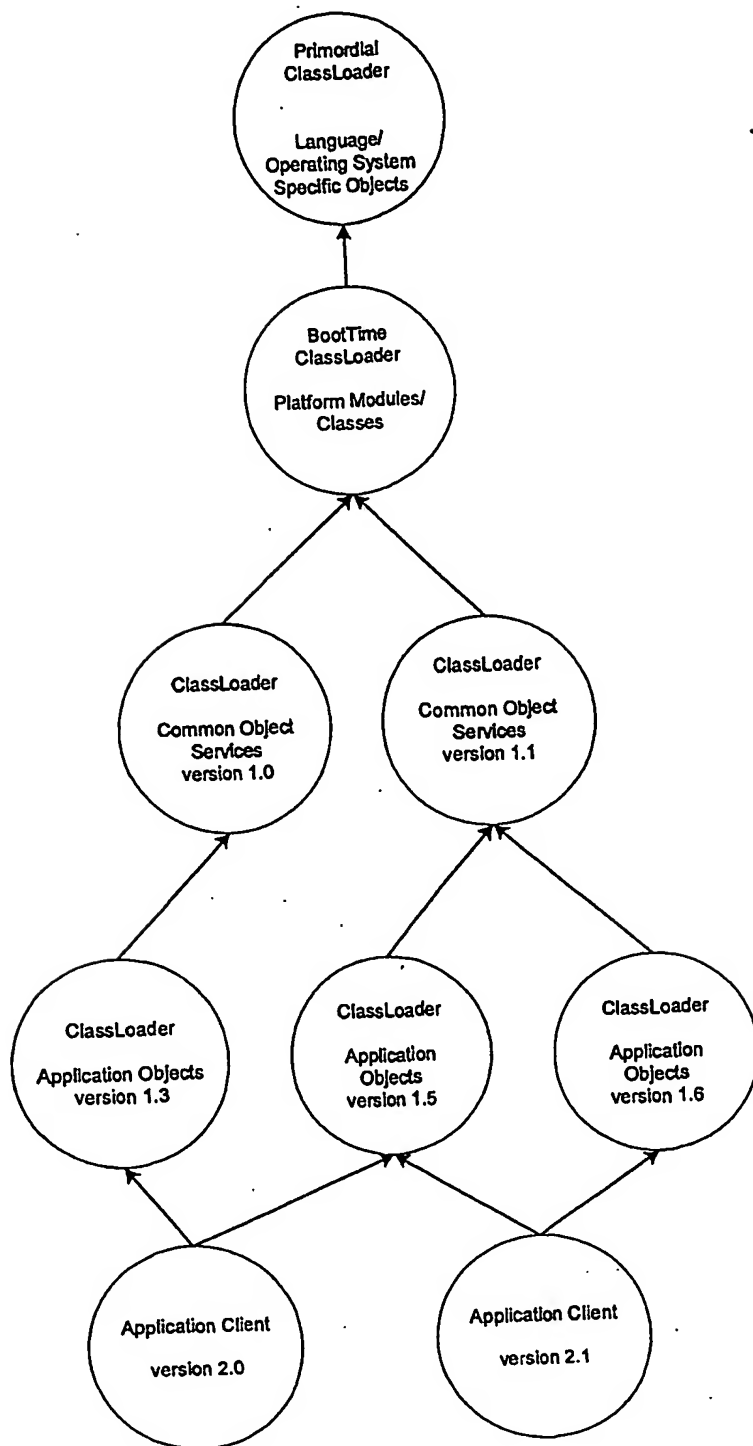 Primordial
ClassLoader
Language/
Operating System
Specific Objects
BootTime
ClassLoader
Platform Modules/
Classes
ClassLoader
Common Object
Services
version 1.0
ClassLoader
Common Object
Services
version 1.1
ClassLoader
Application Objects
version 1.3
ClassLoader
Application
Objects
version 1.5
ClassLoader
Application
Objects
version 1.6
Application Client
version 2.0
Application Client
version 2.1